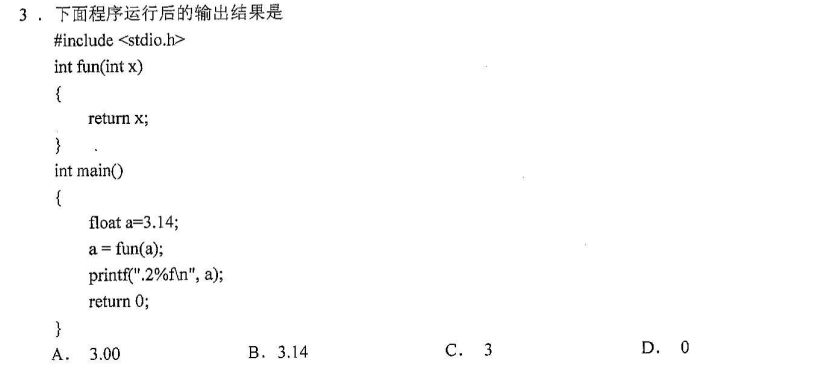 3 ． 下面程序运行后的输出结果是
#include <stdio.h>
int fun(int x)
{
return x;
}
int main()
{
float a=3.14;
a = fun(a);
printf(".2%f\n", a);
return 0;
}
A． 3.00 B．3.14 C． 3 D． 0